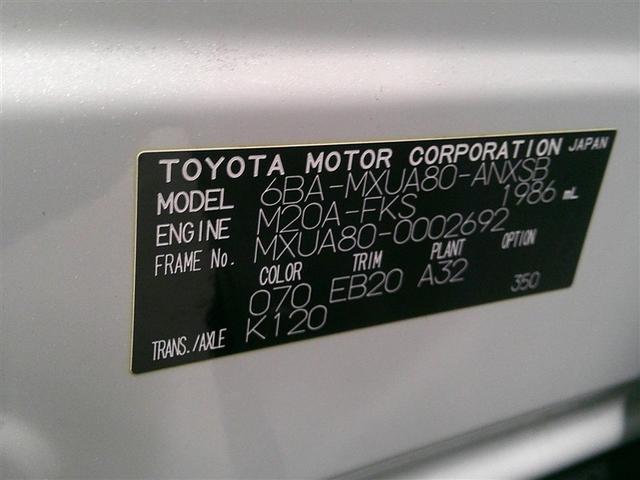 TOYOTA MOTOR CORPORATION JAPAN
MODEL 6BA-MXUA80-ANXSB
ENGINE M20A-FKS 1986 mL
FRAME No. MXUA80-0002692
COLOR TRIM PLANT OPTION
070 EB20 A32 350
TRANS./AXLE K120